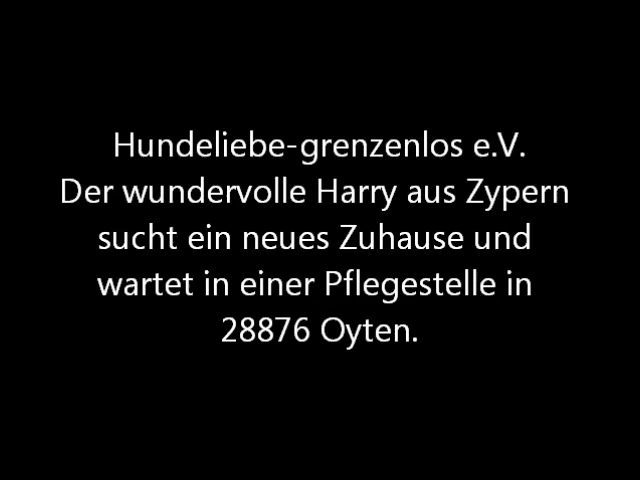 Hundeliebe-grenzenlos e.V.
Der wundervolle Harry aus Zypern
sucht ein neues Zuhause und
wartet in einer Pflegestelle in
28876 Oyten.